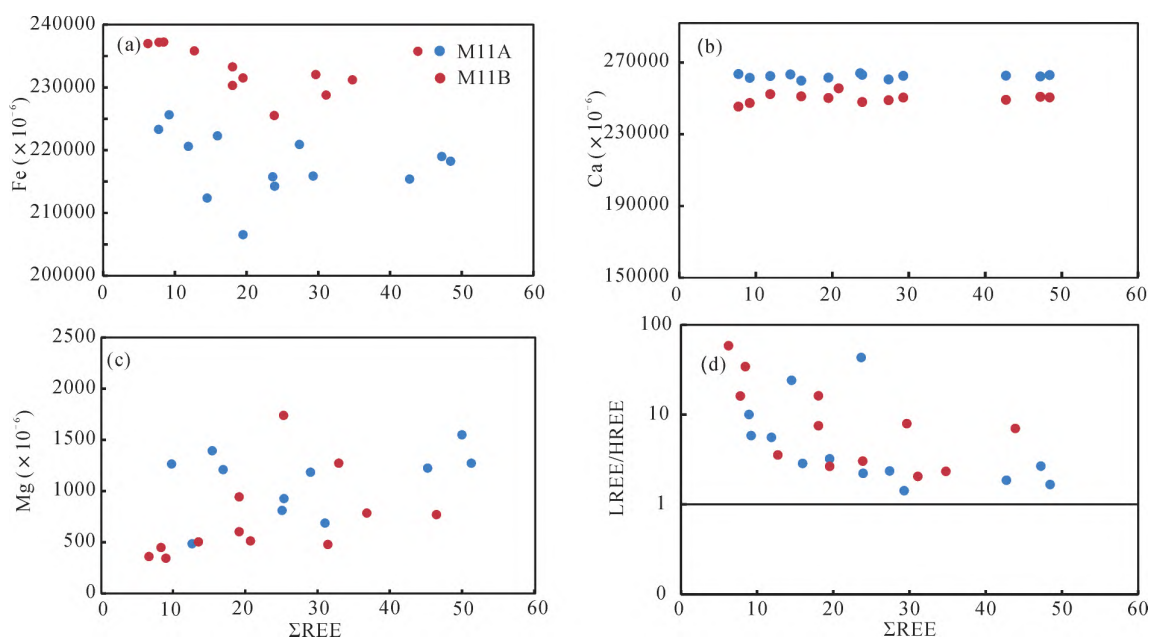 (a)
M11A
M11B
Fe(×10⁻⁶)
240000
230000
220000
210000
200000
10 20 30 40 50 60
(b)
Ca(×10⁻⁶)
270000
230000
190000
150000
0 10 20 30 40 50 60
(c)
Mg(×10⁻⁶)
2500
2000
1500
1000
500
0
10 20 30 40 50 60
ΣREE
(d)
LREE/HREE
100
10
1
0
0 10 20 30 40 50 60
ΣREE